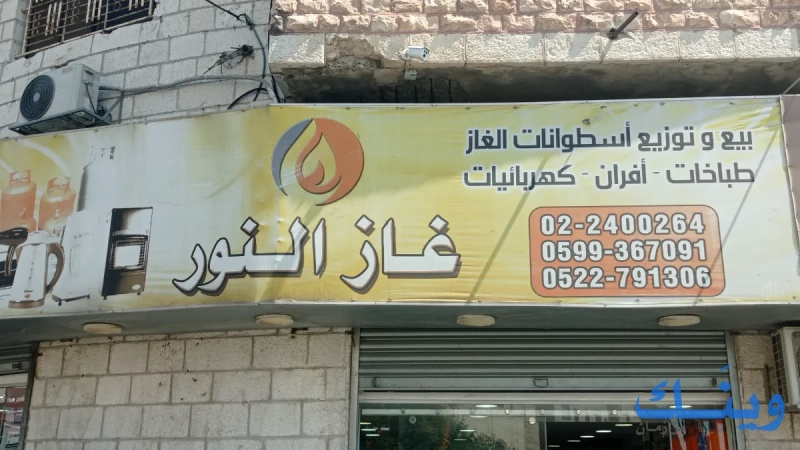 بيع و توزيع أسطوانات الغاز
طباخات - أفران - كهربائيات
غاز النور
02-2400264
0599-367091
0522-791306
وينك